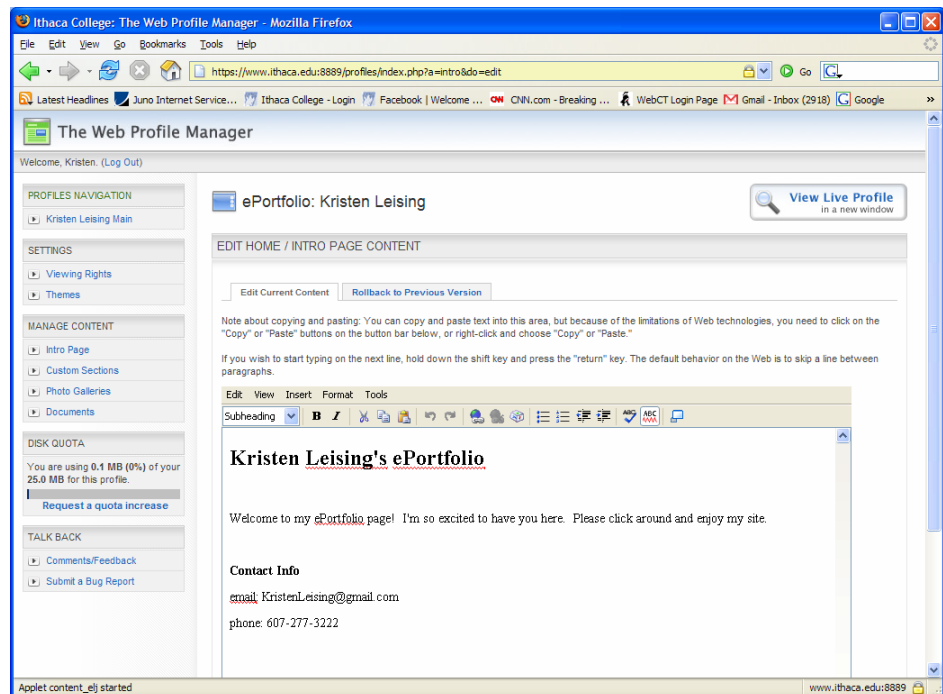 Ithaca College: The Web Profile Manager - Mozilla Firefox
File Edit View Go Bookmarks Tools Help
https://www.ithaca.edu:8889/profiles/index.php?a=intro&do=edit
Go
Latest Headlines Juno Internet Service... Ithaca College - Login Facebook | Welcome ... CNN.com - Breaking ... WebCT Login Page Gmail - Inbox (2918) Google »
The Web Profile Manager
Welcome, Kristen. (Log Out)
PROFILES NAVIGATION
Kristen Leising Main
SETTINGS
Viewing Rights
Themes
MANAGE CONTENT
Intro Page
Custom Sections
Photo Galleries
Documents
DISK QUOTA
You are using 0.1 MB (0%) of your
25.0 MB for this profile.
Request a quota increase
TALK BACK
Comments/Feedback
Submit a Bug Report
ePortfolio: Kristen Leising
View Live Profile
in a new window
EDIT HOME / INTRO PAGE CONTENT
Edit Current Content Rollback to Previous Version
Note about copying and pasting: You can copy and paste text into this area, but because of the limitations of Web technologies, you need to click on the
"Copy" or "Paste" buttons on the button bar below, or right-click and choose "Copy" or "Paste."
If you wish to start typing on the next line, hold down the shift key and press the "return" key. The default behavior on the Web is to skip a line between
paragraphs.
Edit View Insert Format Tools
Subheading B I ABC ABC
Kristen Leising's ePortfolio
Welcome to my ePortfolio page! I'm so excited to have you here. Please click around and enjoy my site.
Contact Info
email: KristenLeising@gmail.com
phone: 607-277-3222
Applet content_elj started
www.ithaca.edu:8889